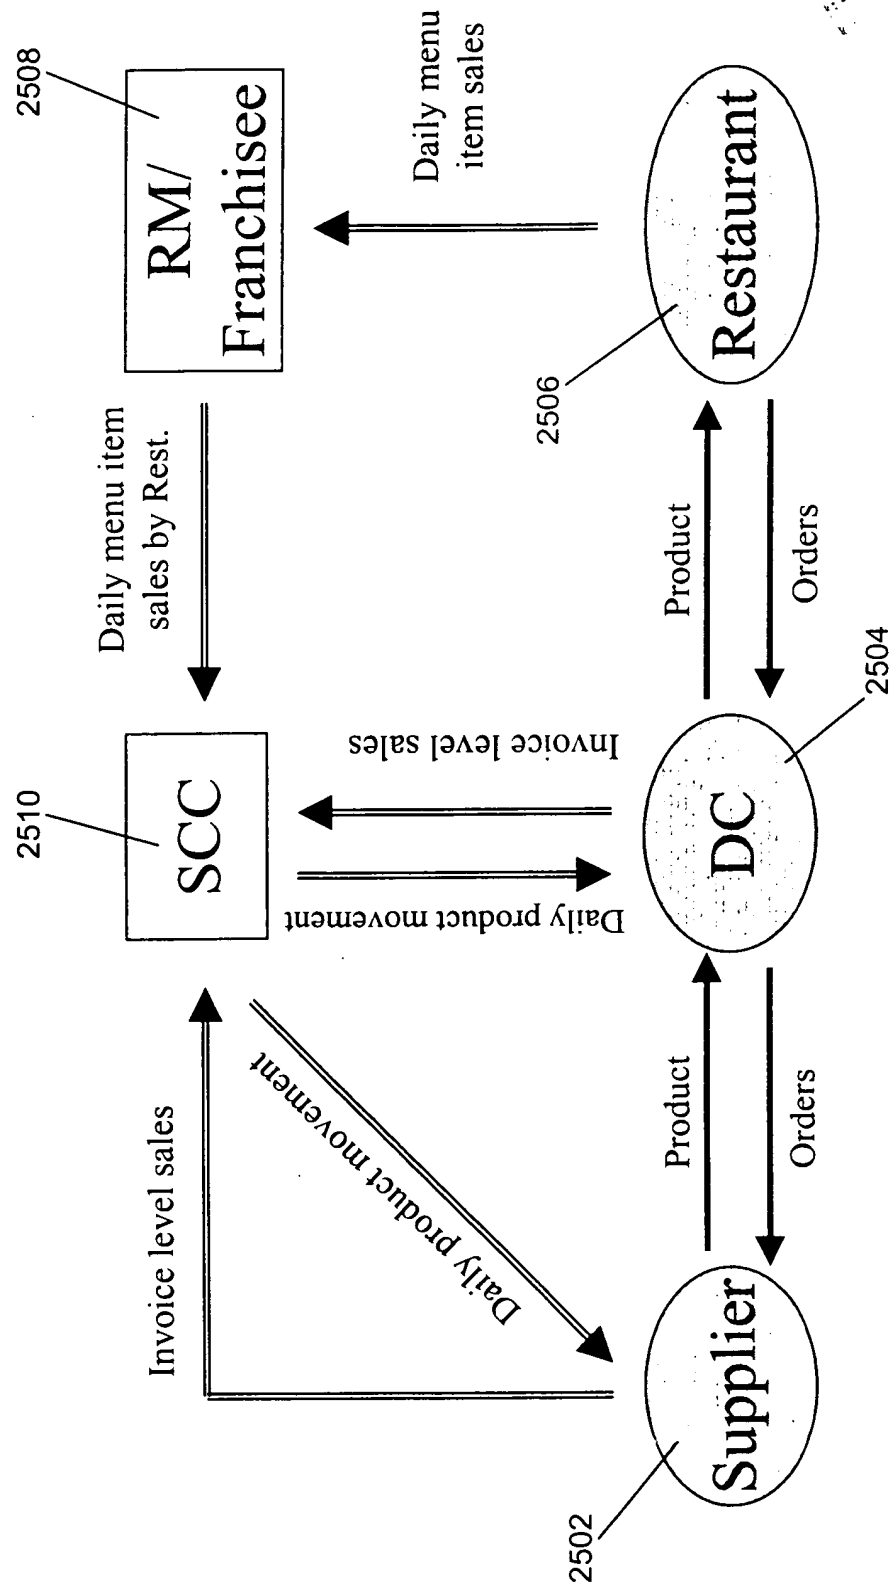 2510
2508
SCC
RM/
Franchisee
Invoice level sales
Daily menu item
sales by Rest.
Daily menu
item sales
Daily product movement
Daily product movement
Invoice level sales
2502
Supplier
Product
Orders
DC
2504
Product
Orders
2506
Restaurant